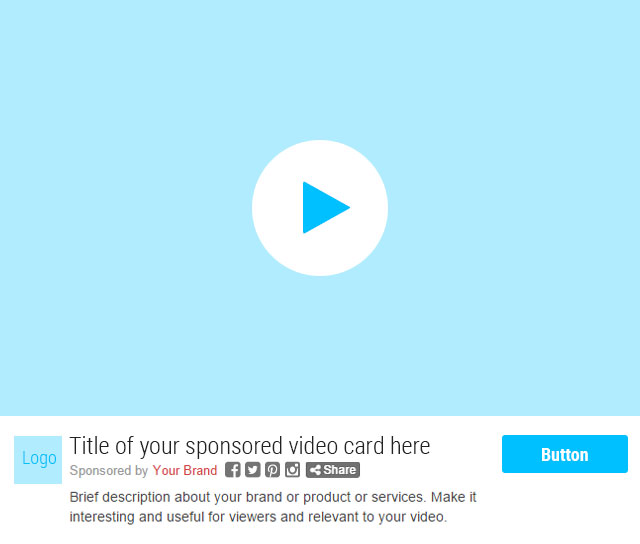 Logo
Title of your sponsored video card here
Sponsored by Your Brand Share
Brief description about your brand or product or services. Make it
interesting and useful for viewers and relevant to your video.
Button